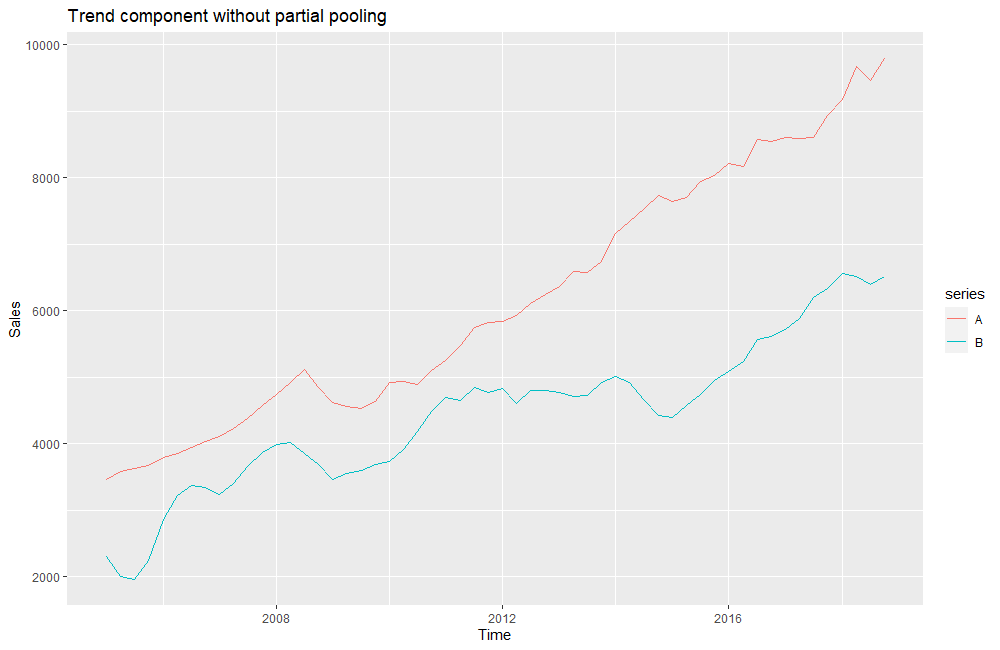 Trend component without partial pooling
10000
8000
6000
4000
2000
Sales
2008
2012
2016
Time
series
A
B